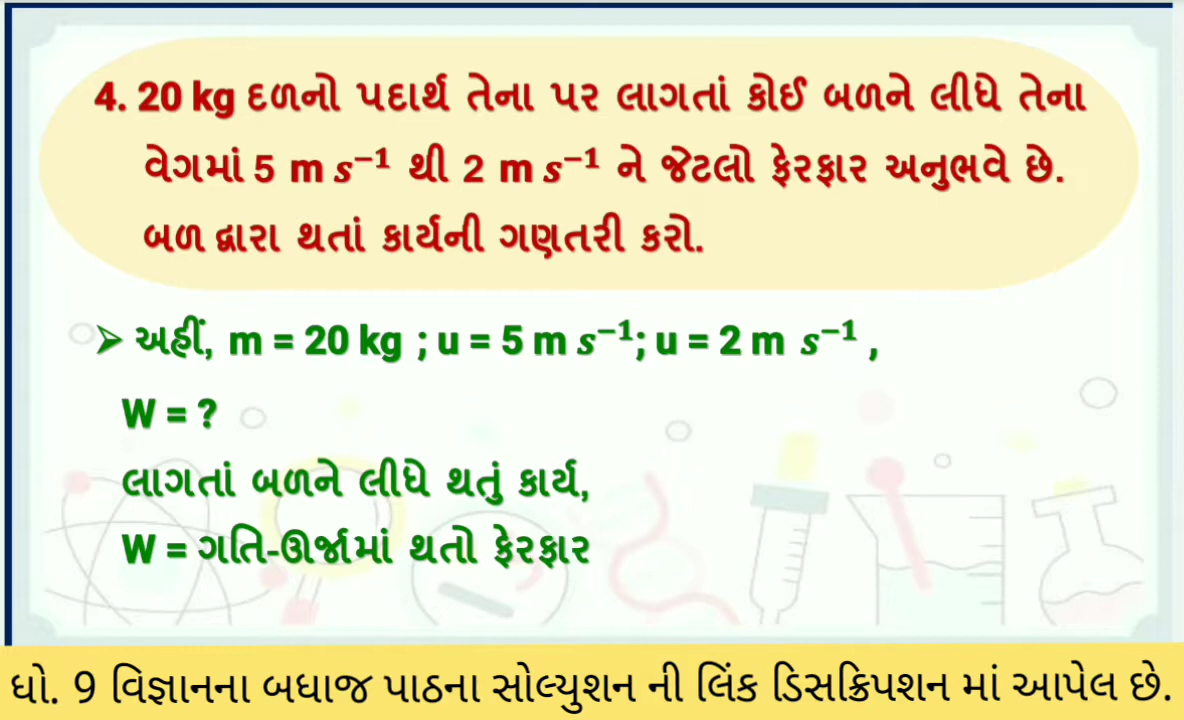 4. 20 kg દળનો પદાર્થ તેના પર લાગતાં કોઈ બળને લીધે તેના
વેગમાં 5 m s⁻¹ થી 2 m s⁻¹ ને જેટલો ફેરફાર અનુભવે છે.
બળ દ્વારા થતાં કાર્યની ગણતરી કરો.
➢ અહીં, m = 20 kg ; u = 5 m s⁻¹; u = 2 m s⁻¹ ,
W = ?
લાગતાં બળને લીધે થતું કાર્ય,
W = ગતિ-ઊર્જામાં થતો ફેરફાર
ધો. 9 વિજ્ઞાનના બધાજ પાઠના સોલ્યુશન ની લિંક ડિસક્રિપશન માં આપેલ છે.